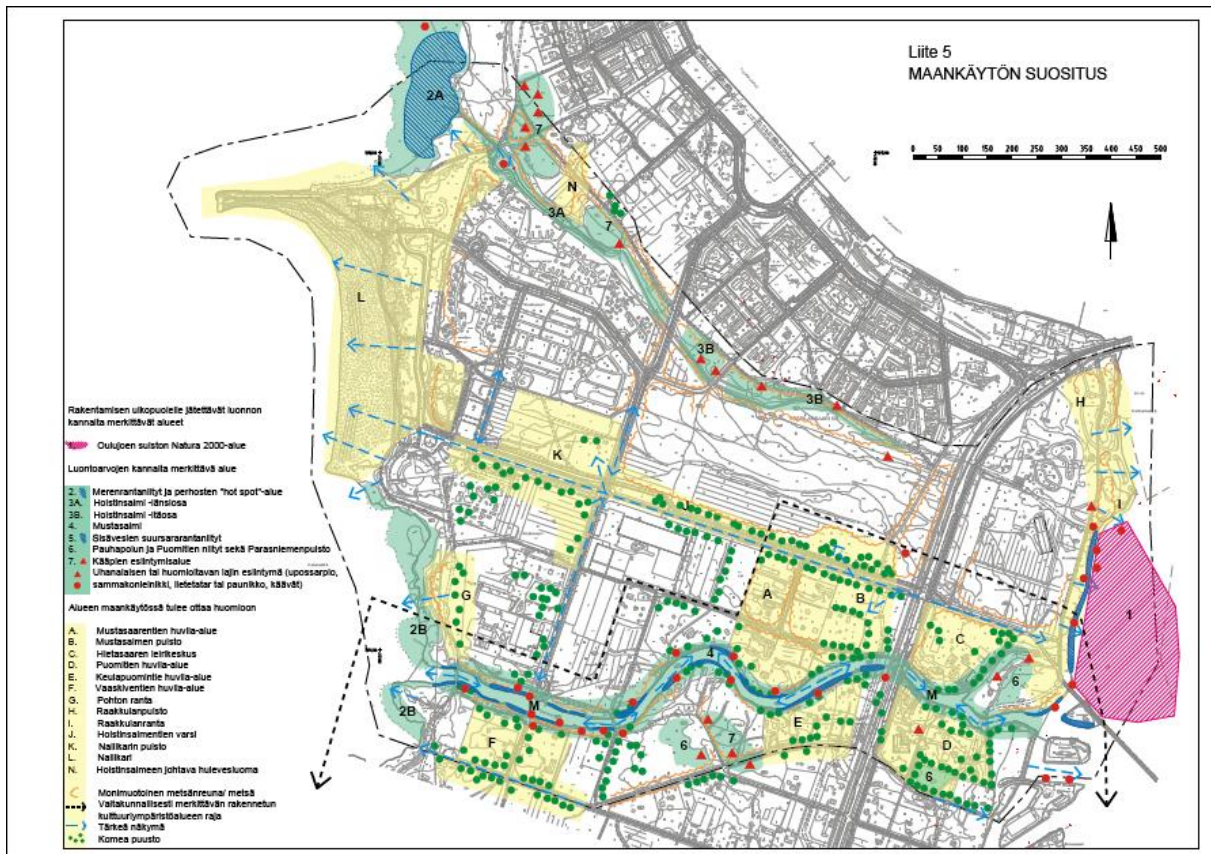 Liite 5
MAANKÄYTÖN SUOSITUS
0 50 100 150 200 250 300 350 400 450 500
2A
7
N
3A
7
L
3B
3B
H
K
I
J
1
A
B
G
C
2B
4
6
M
M
2B
E
F
6
7
D
6
Rakentamisen ulkopuolelle jätettävät luonnon
kannalta merkittävät alueet
1. Oulujoen suiston Natura 2000-alue
Luontoarvojen kannalta merkittävä alue
2. Merenrantaniityt ja perhosten "hot spot"-alue
3A. Hoistinsalmi -länsiosa
3B. Hoistinsalmi -itäosa
4. Mustasalmi
5. Sisävesien suursararantaniityt
6. Pauhapolun ja Puomitien niityt sekä Parasniemenpuisto
7. Kääpien esiintymisalue
Uhanalaisen tai huomioitavan lajin esiintymä (upossarpio,
sammakonleinikki, lietetatar tai paunikko, käävät)
Alueen maankäytössä tulee ottaa huomioon
A. Mustasaarentien huvila-alue
B. Mustasalmen puisto
C. Hietasaaren leirikeskus
D. Puomitien huvila-alue
E. Keulapuomintie huvila-alue
F. Vaaskiventien huvila-alue
G. Pohton ranta
H. Raakkulanpuisto
I. Raakkulanranta
J. Hoistinsalmentien varsi
K. Nallikarin puisto
L. Nallikari
N. Hoistinsalmeen johtava hulevesiuoma
Monimuotoinen metsänreuna/ metsä
Valtakunnallisesti merkittävän rakennetun
kulttuuriympäristöalueen raja
Tärkeä näkymä
Komea puusto